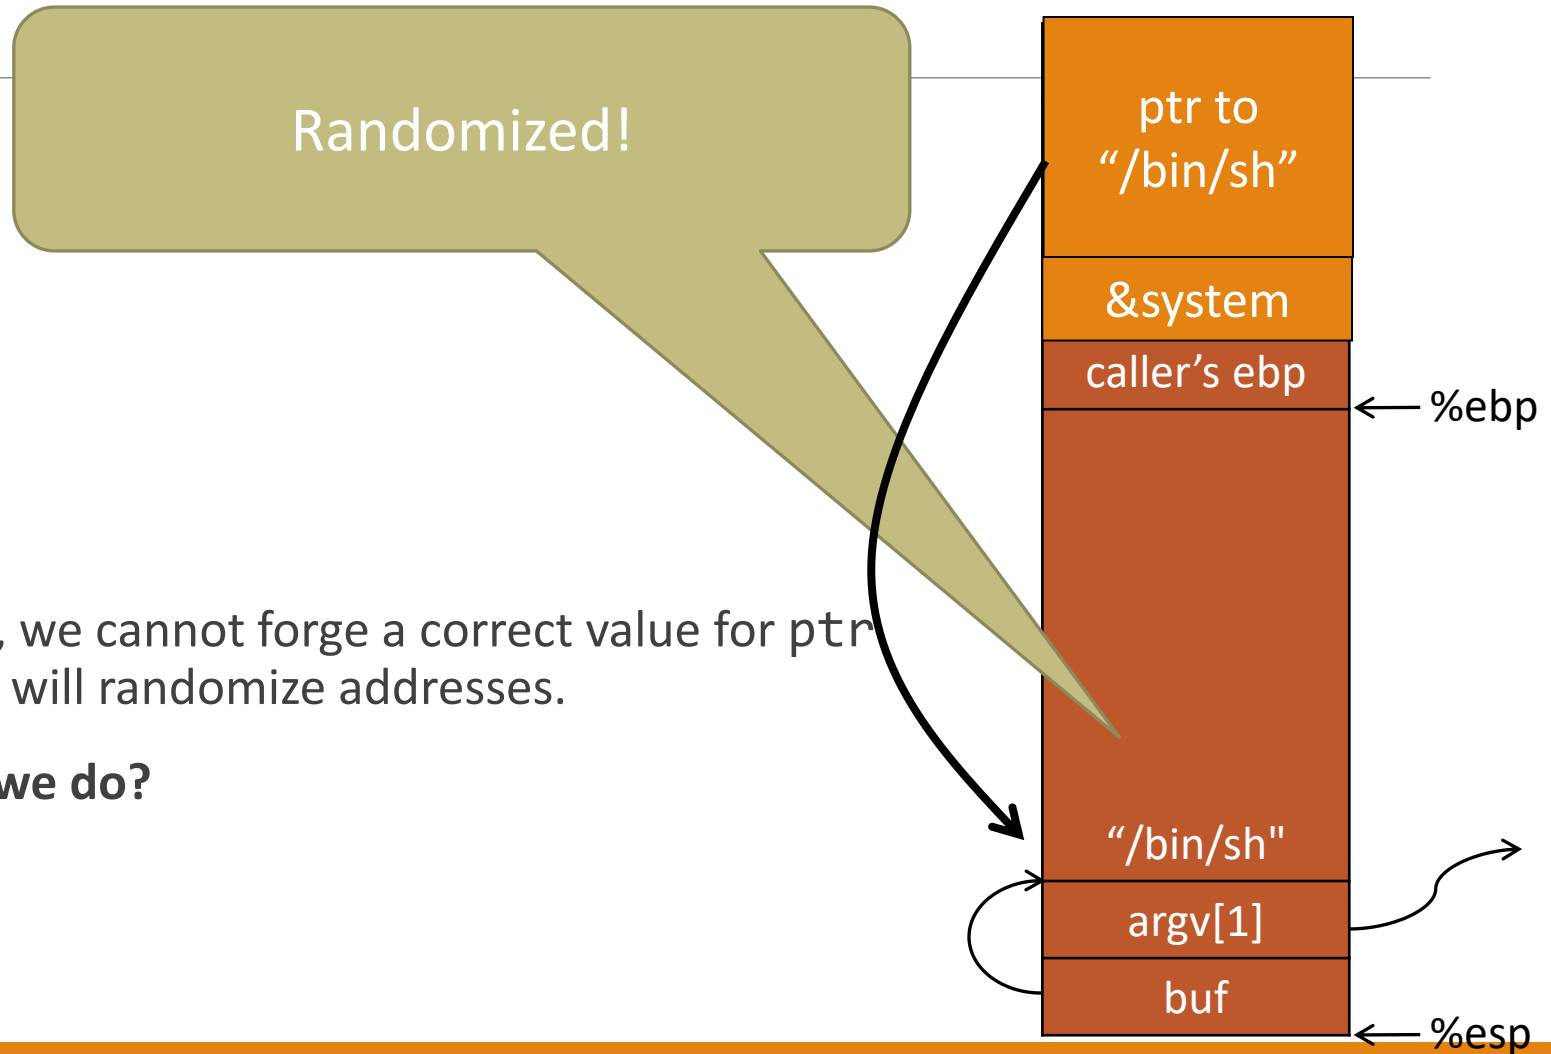 Randomized!
ptr to
“/bin/sh”
&system
caller’s ebp
%ebp
, we cannot forge a correct value for ptr
will randomize addresses.
we do?
“/bin/sh"
argv[1]
buf
%esp